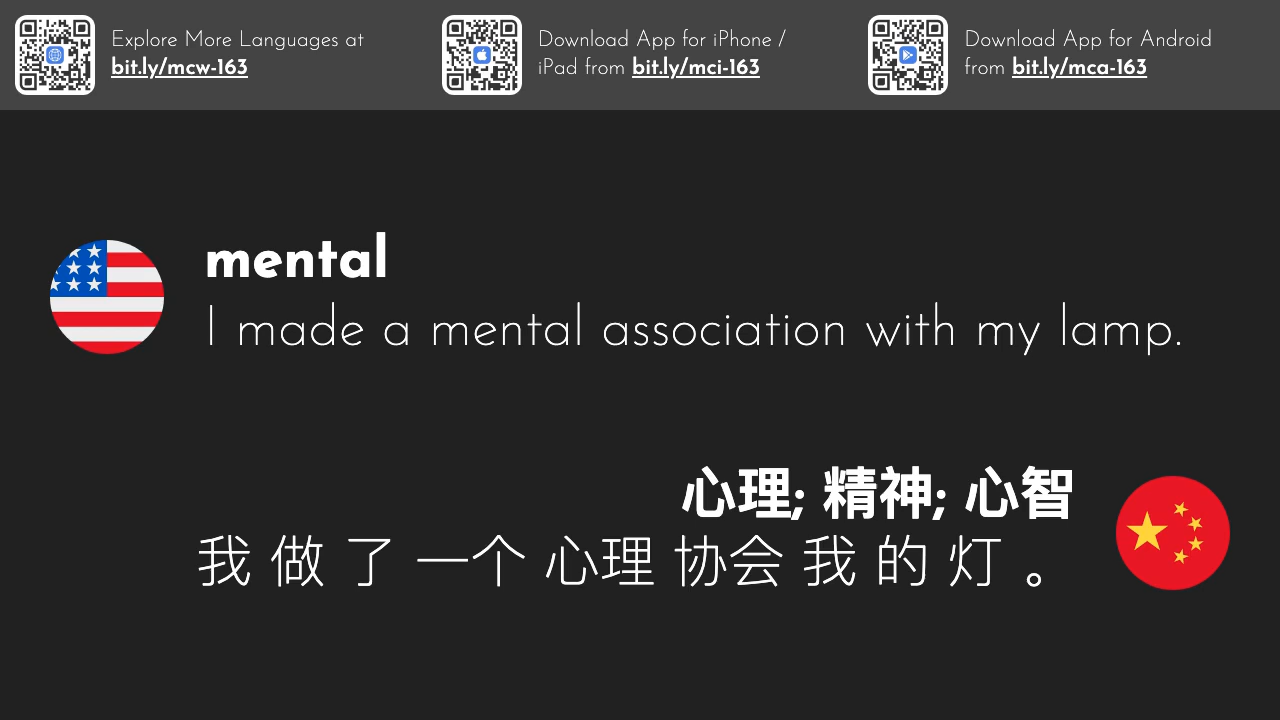 Explore More Languages at
bit.ly/mcw-163
Download App for iPhone /
iPad from bit.ly/mci-163
Download App for Android
from bit.ly/mca-163
mental
I made a mental association with my lamp.
心理; 精神; 心智
我 做 了 一个 心理 协会 我 的 灯 。